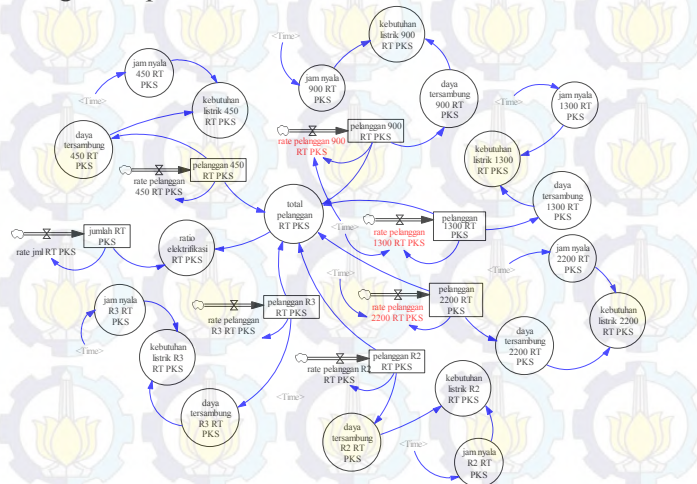 jam nyala
450 RT
PKS
<Time>
kebutuhan
listrik 450
RT PKS
daya
tersambung
450 RT
PKS
pelanggan 450
RT PKS
rate pelanggan
450 RT PKS
<Time>
jam nyala
900 RT
PKS
kebutuhan
listrik 900
RT PKS
daya
tersambung
900 RT
PKS
pelanggan 900
RT PKS
rate pelanggan 900
RT PKS
<Time>
jam nyala
1300 RT
PKS
kebutuhan
listrik 1300
RT PKS
daya
tersambung
1300 RT
PKS
pelanggan
1300 RT
PKS
<Time>
rate pelanggan
1300 RT PKS
total
pelanggan
RT PKS
jumlah RT
PKS
rate jml RT PKS
ratio
elektrifikasi
RT PKS
<Time>
jam nyala
2200 RT
PKS
kebutuhan
listrik 2200
RT PKS
daya
tersambung
2200 RT
PKS
pelanggan
2200 RT
PKS
<Time>
rate pelanggan
2200 RT PKS
jam nyala
R3 RT
PKS
<Time>
kebutuhan
listrik R3
RT PKS
daya
tersambung
R3 RT
PKS
pelanggan R3
RT PKS
rate pelanggan
R3 RT PKS
pelanggan R2
RT PKS
rate pelanggan R2
RT PKS
<Time>
daya
tersambung
R2 RT
PKS
kebutuhan
listrik R2
RT PKS
<Time>
jam nyala
R2 RT
PKS